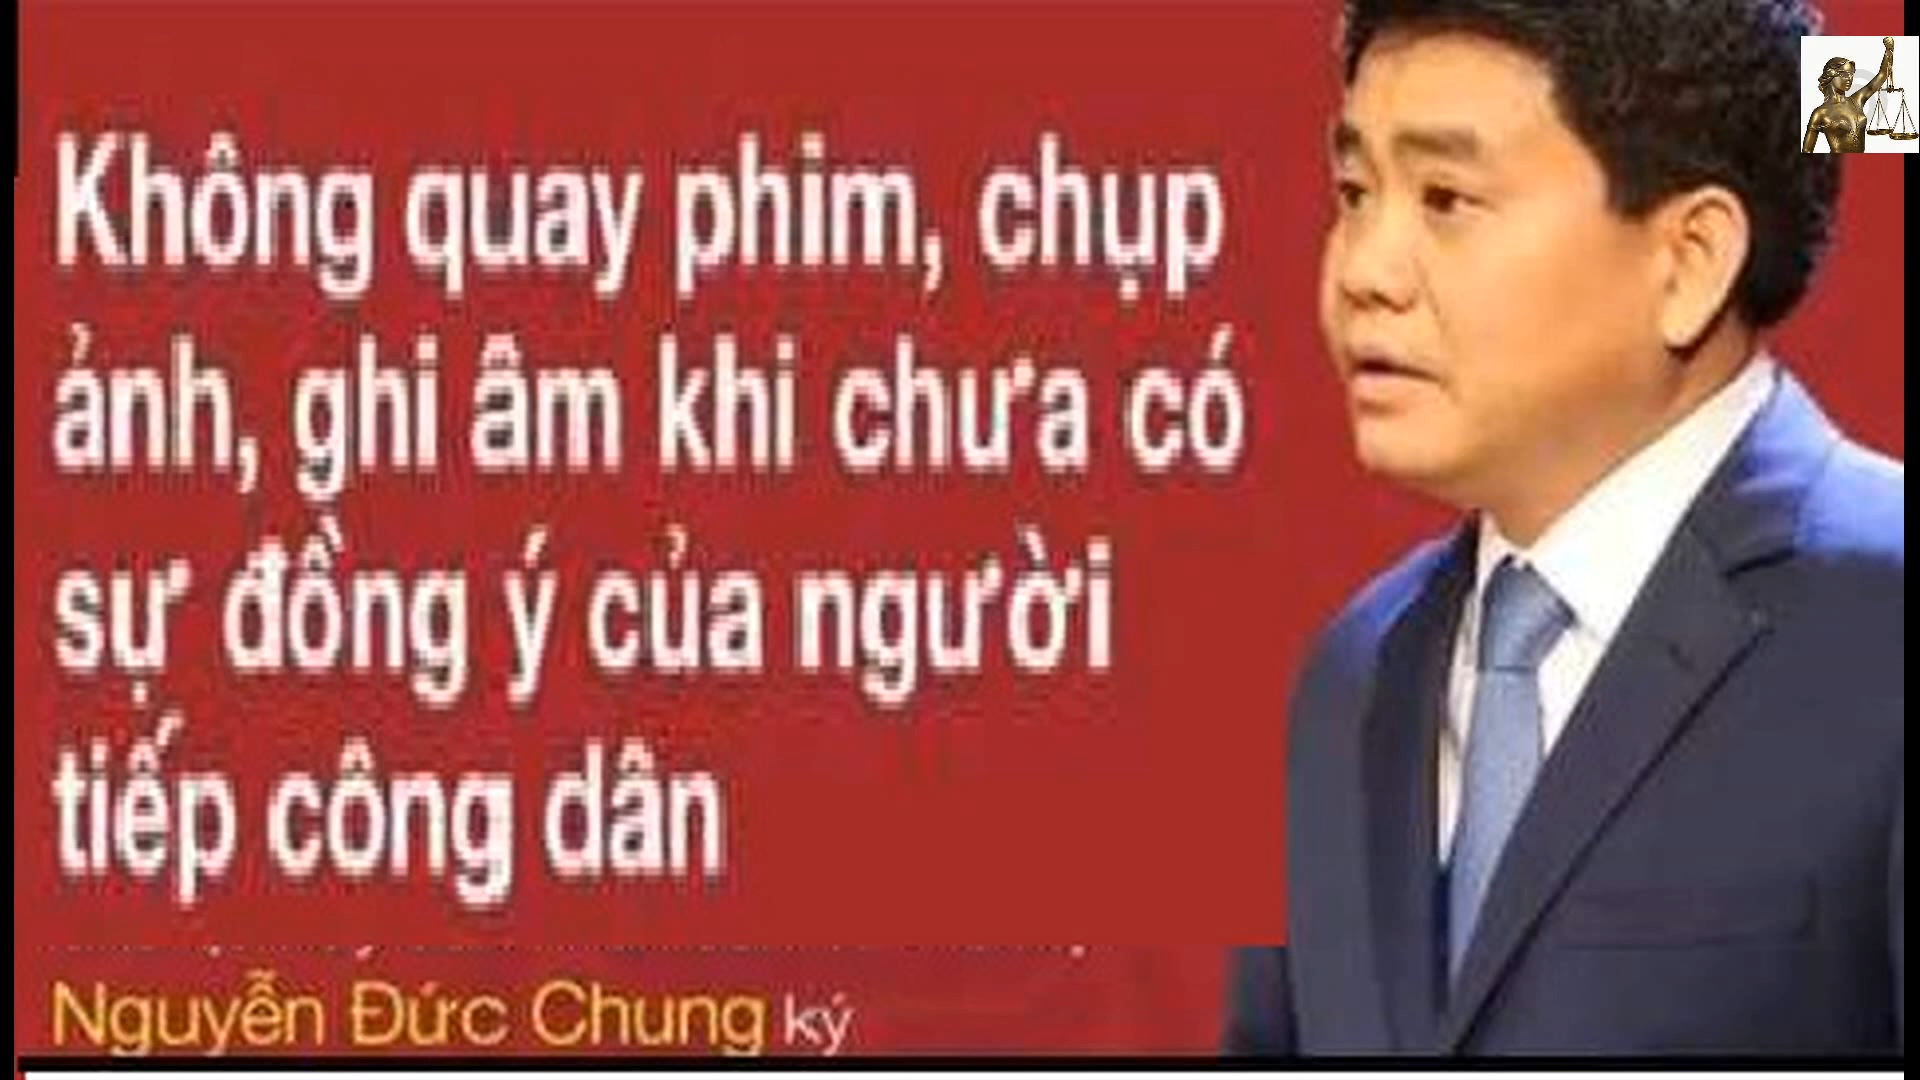 Không quay phim, chụp
ảnh, ghi âm khi chưa có
sự đồng ý của người
tiếp công dân
Nguyễn Đức Chung ký